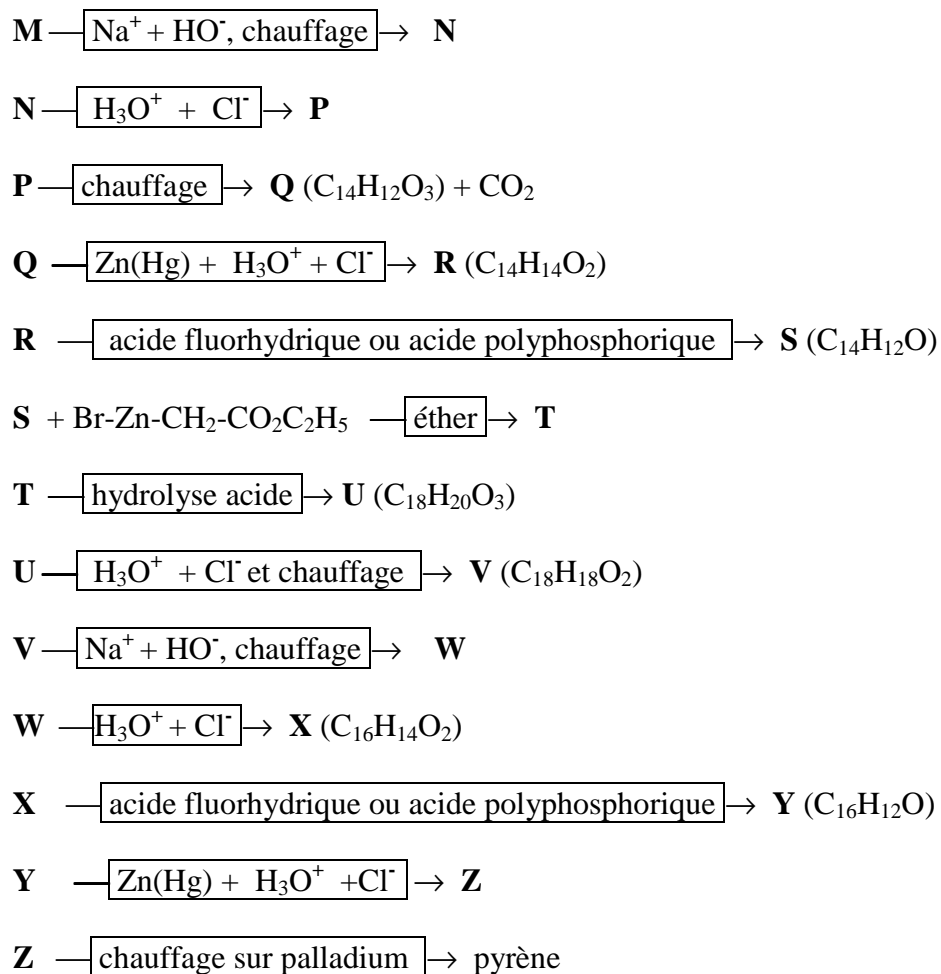 M — Na⁺ + HO⁻, chauffage → N
N — H₃O⁺ + Cl⁻ → P
P — chauffage → Q (C₁₄H₁₂O₃) + CO₂
Q — Zn(Hg) + H₃O⁺ + Cl⁻ → R (C₁₄H₁₄O₂)
R — acide fluorhydrique ou acide polyphosphorique → S (C₁₄H₁₂O)
S + Br-Zn-CH₂-CO₂C₂H₅ — éther → T
T — hydrolyse acide → U (C₁₈H₂₀O₃)
U — H₃O⁺ + Cl⁻ et chauffage → V (C₁₈H₁₈O₂)
V — Na⁺ + HO⁻, chauffage → W
W — H₃O⁺ + Cl⁻ → X (C₁₆H₁₄O₂)
X — acide fluorhydrique ou acide polyphosphorique → Y (C₁₆H₁₂O)
Y — Zn(Hg) + H₃O⁺ +Cl⁻ → Z
Z — chauffage sur palladium → pyrène